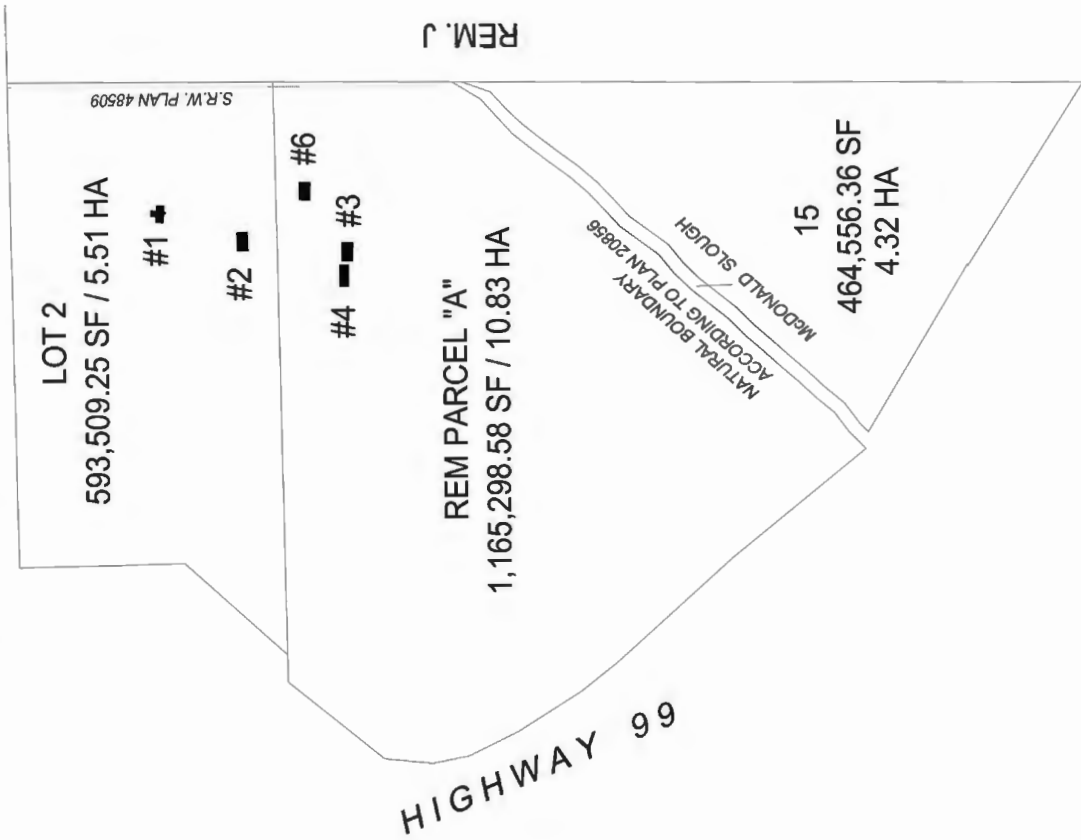 REM. J
S.R.W. PLAN 48509
LOT 2
593,509.25 SF / 5.51 HA
#1
#2
#6
#3
#4
REM PARCEL "A"
1,165,298.58 SF / 10.83 HA
NATURAL BOUNDARY
ACCORDING TO PLAN 20856
McDONALD SLOUGH
15
464,556.36 SF
4.32 HA
HIGHWAY 99